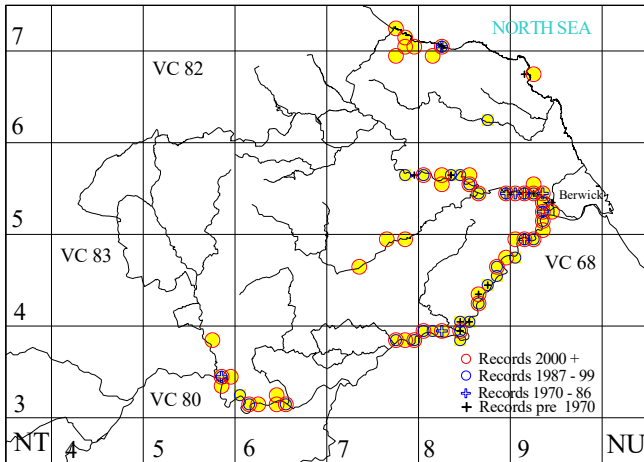 NORTH SEA
7
VC 82
6
Berwick
5
VC 83
VC 68
4
Records 2000 +
Records 1987 - 99
VC 80
Records 1970 - 86
Records pre 1970
3
NT 4 5 6 7 8 9 NU